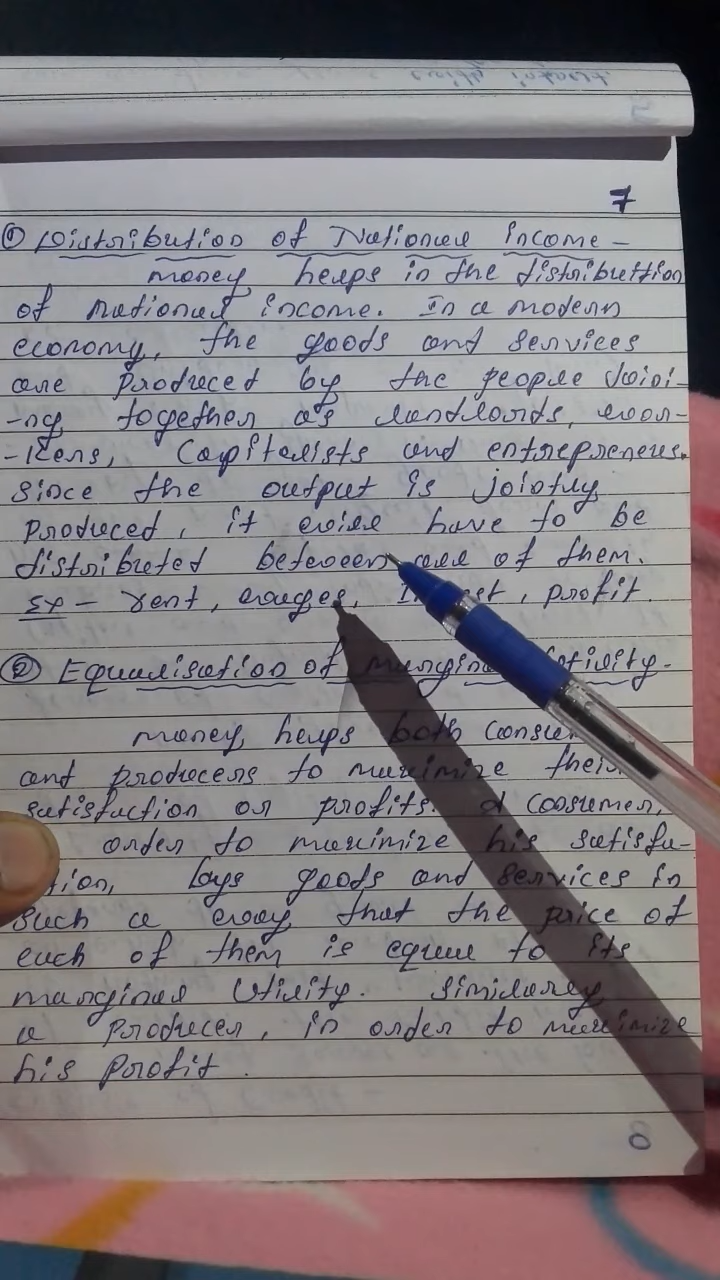 7
① Distribution of National income -
money helps in the distributtion
of national income. In a modern
economy, the goods and services
are produced by the people joini-
-ng together as landlords, wor-
-kers, Capitalists and entrepreneurs.
Since the output is jointly
produced, it will have to be
distributed between all of them.
Ex - rent, wages, profit.
② Equalisation of marginal utility.
money helps both
and producers to maximize their
satisfaction or profits. A consumer,
order to maximize his satisfa-
tion, buys goods and services in
such a way that the price of
each of them is equal to its
marginal utility. Similarly,
a producer, in order to maximize
his profit.